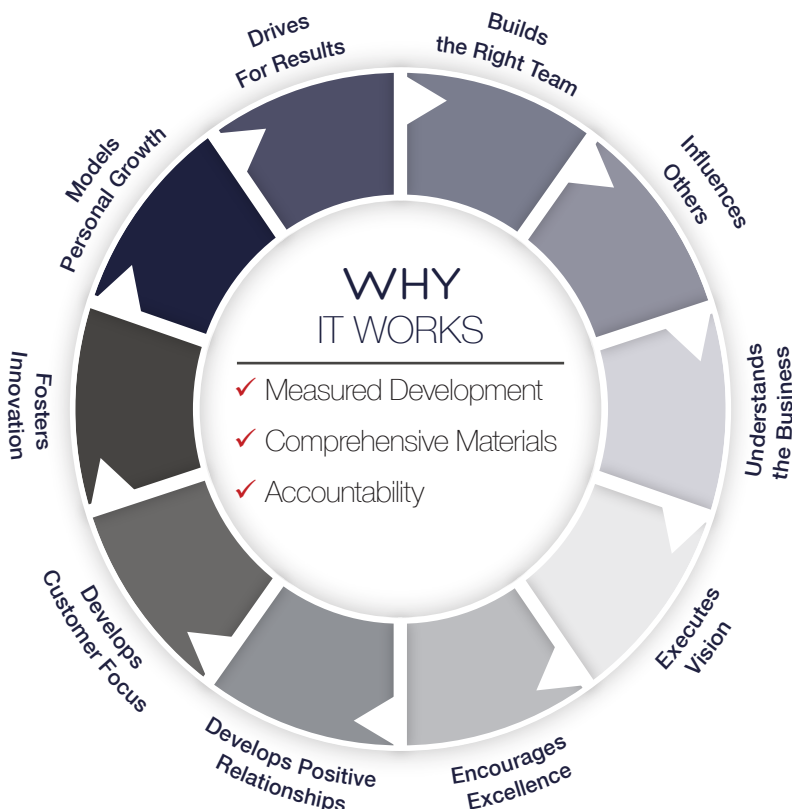 Drives
For Results
Builds
the Right Team
Influences
Others
Understands
the Business
Executes
Vision
Encourages
Excellence
Develops Positive
Relationships
Develops
Customer Focus
Fosters
Innovation
Models
Personal Growth
WHY
IT WORKS
✓ Measured Development
✓ Comprehensive Materials
✓ Accountability